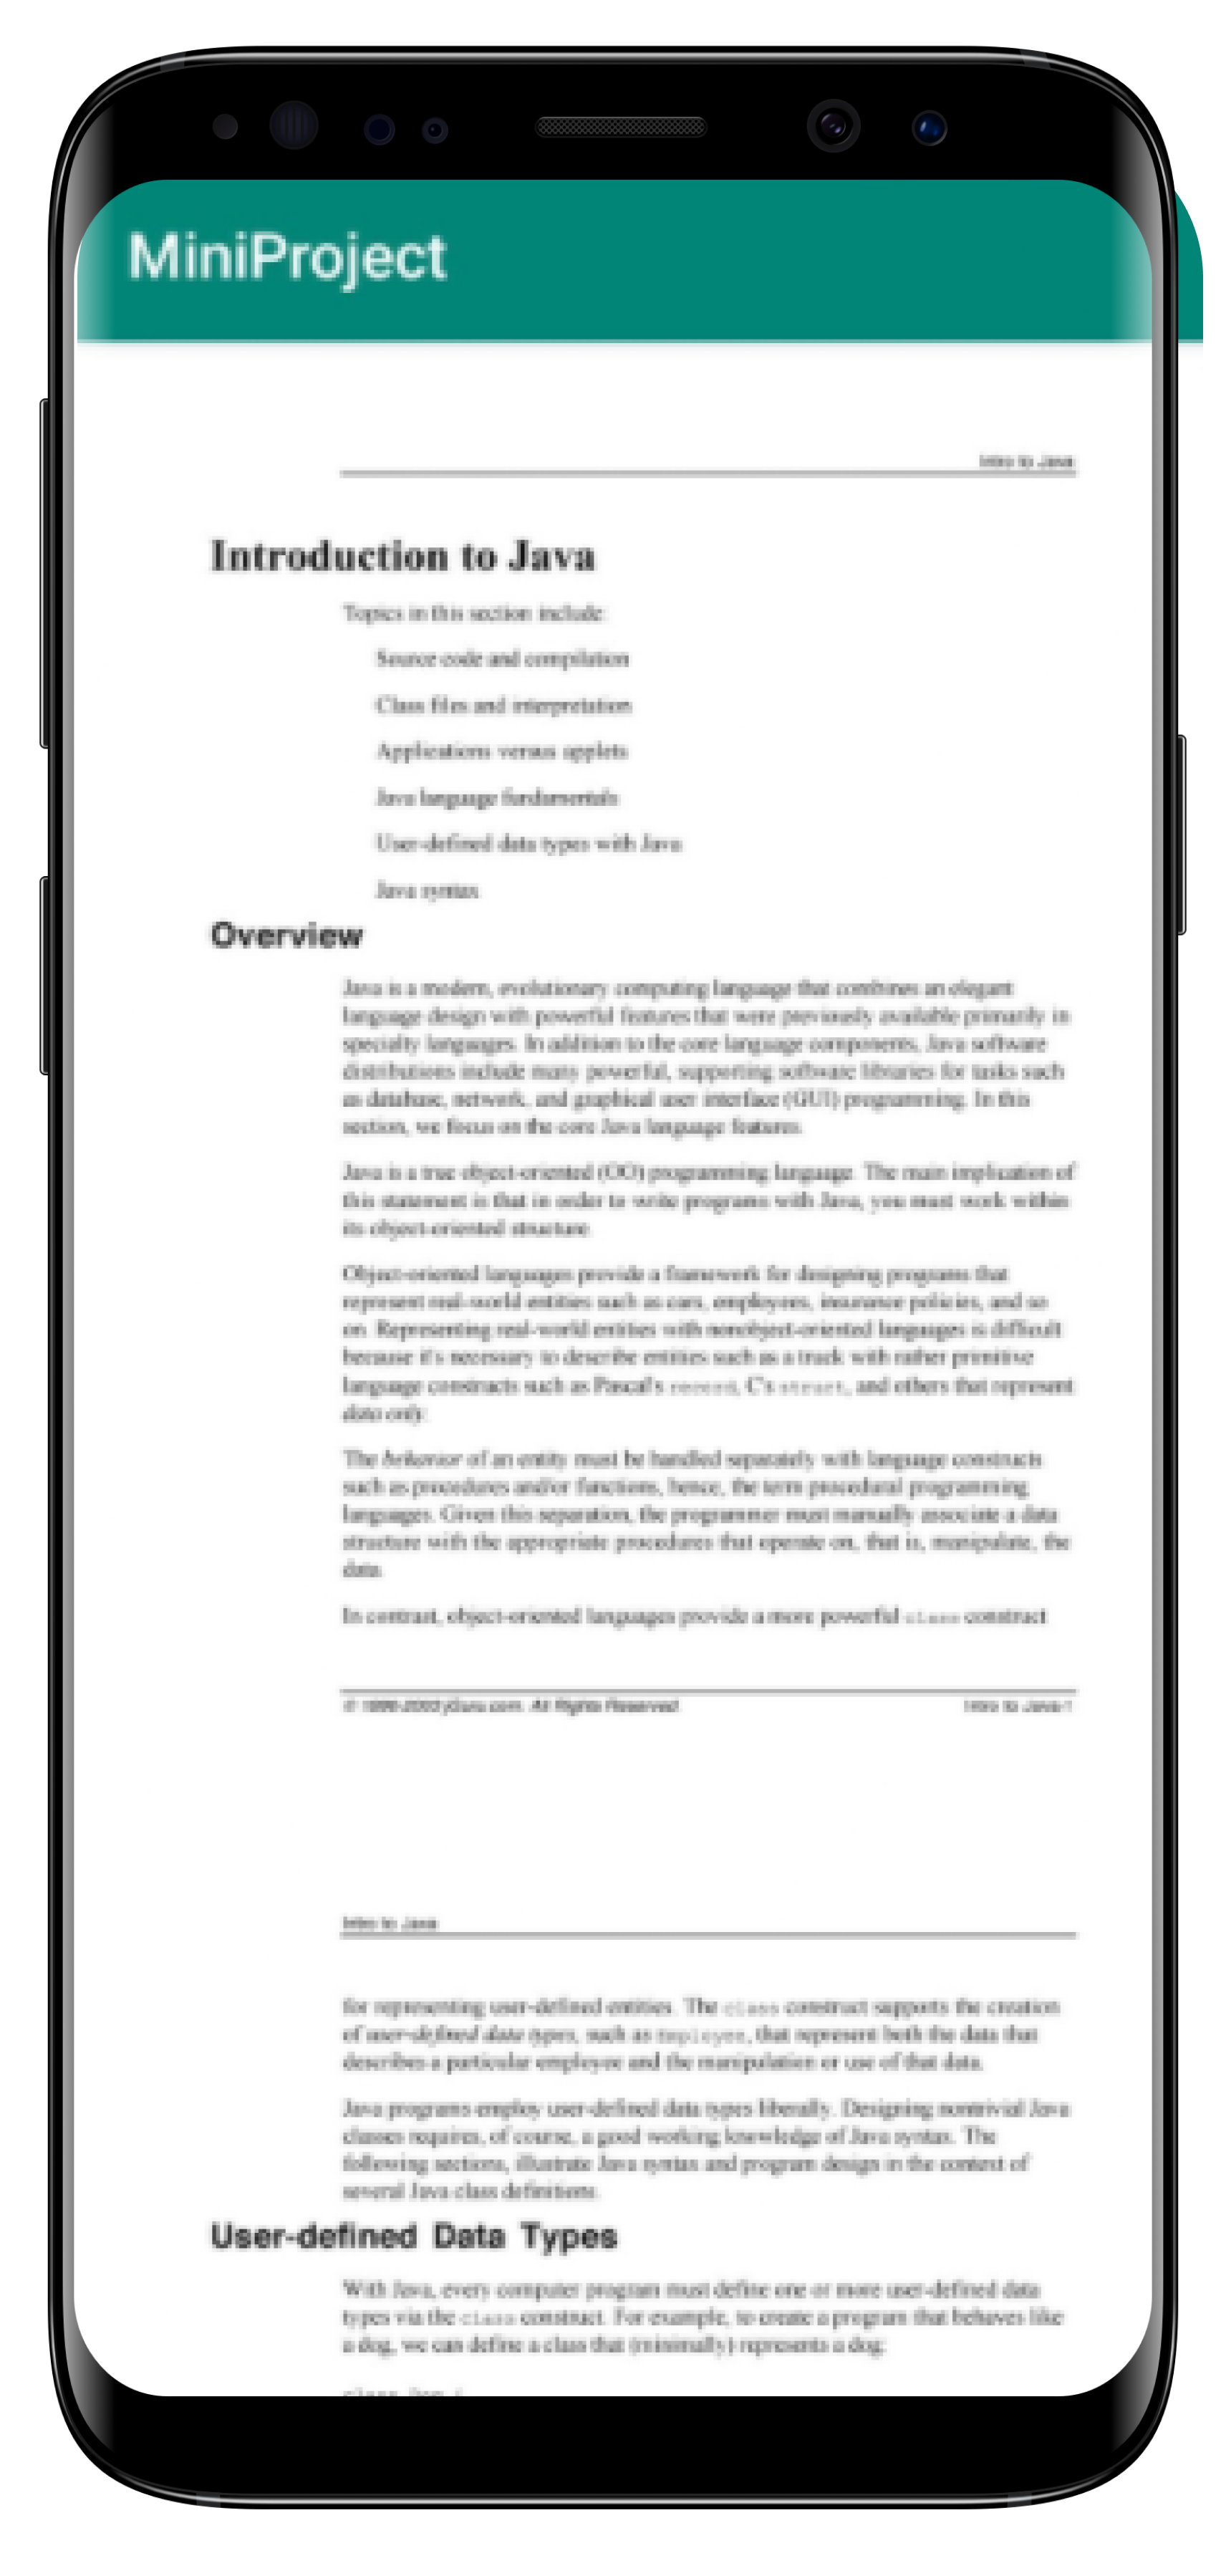 MiniProject
Intro to Java
Introduction to Java
Topics in this section include:
Source code and compilation
Class files and interpretation
Applications versus applets
Java language fundamentals
User-defined data types with Java
Java syntax
Overview
Java is a modern, evolutionary computing language that combines an elegant
language design with powerful features that were previously available primarily in
specialty languages. In addition to the core language components, Java software
distributions include many powerful, supporting software libraries for tasks such
as database, network, and graphical user interface (GUI) programming. In this
section, we focus on the core Java language features.
Java is a true object-oriented (OO) programming language. The main implication of
this statement is that in order to write programs with Java, you must work within
its object-oriented structure.
Object-oriented languages provide a framework for designing programs that
represent real-world entities such as cars, employees, insurance policies, and so
on. Representing real-world entities with nonobject-oriented languages is difficult
because it's necessary to describe entities such as a truck with rather primitive
language constructs such as Pascal's record, C's struct, and others that represent
data only.
The behavior of an entity must be handled separately with language constructs
such as procedures and/or functions, hence, the term procedural programming
languages. Given this separation, the programmer must manually associate a data
structure with the appropriate procedures that operate on, that is, manipulate, the
data.
In contrast, object-oriented languages provide a more powerful class construct
© 1996-2003 jGuru.com. All Rights Reserved.
Intro to Java-1
Intro to Java
for representing user-defined entities. The class construct supports the creation
of user-defined data types, such as Employee, that represent both the data that
describes a particular employee and the manipulation or use of that data.
Java programs employ user-defined data types liberally. Designing nontrivial Java
classes requires, of course, a good working knowledge of Java syntax. The
following sections, illustrate Java syntax and program design in the context of
several Java class definitions.
User-defined Data Types
With Java, every computer program must define one or more user-defined data
types via the class construct. For example, to create a program that behaves like
a dog, we can define a class that (minimally) represents a dog: